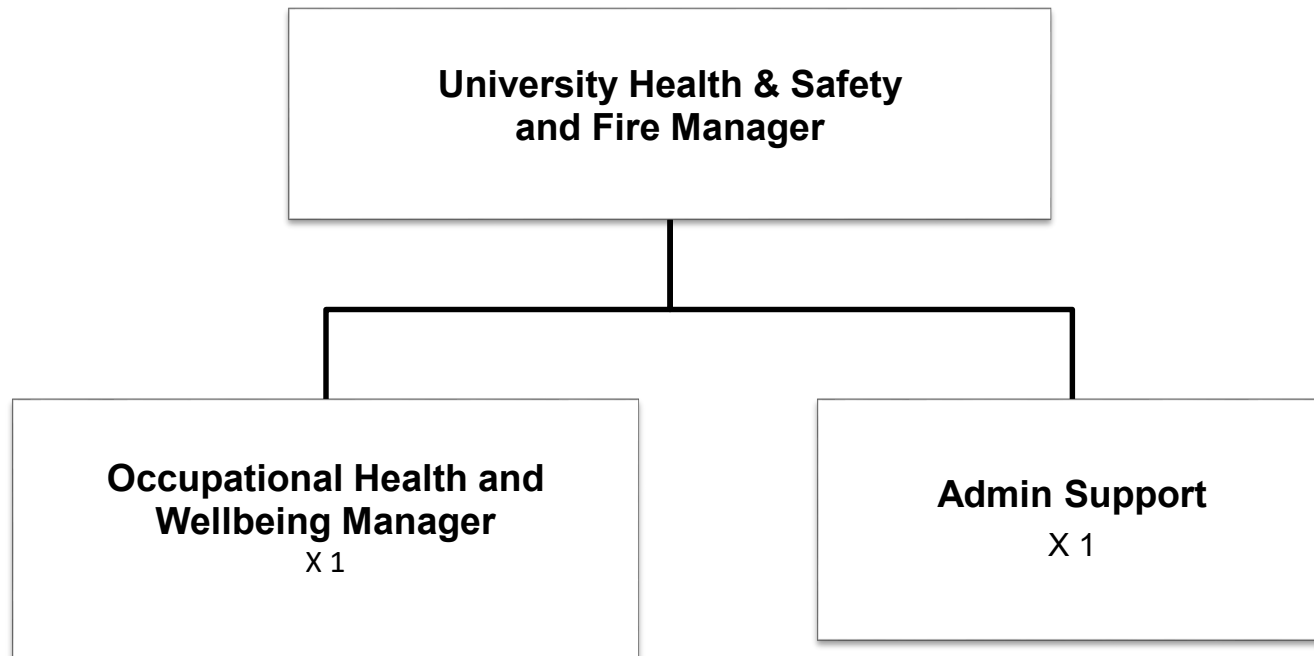 University Health & Safety
and Fire Manager
Occupational Health and
Wellbeing Manager
X 1
Admin Support
X 1